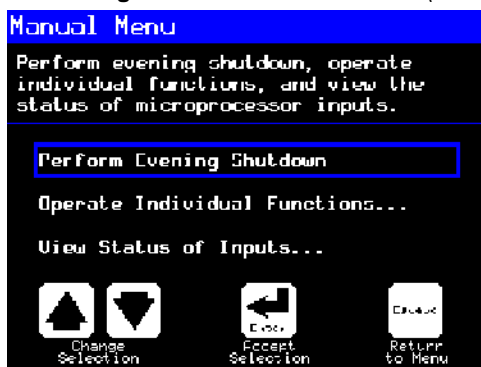 Manual Menu
Perform evening shutdown, operate
individual functions, and view the
status of microprocessor inputs.
Perform Evening Shutdown
Operate Individual Functions...
View Status of Inputs...
Enter
Escape
Change
Selection
Accept
Selection
Return
to Menu